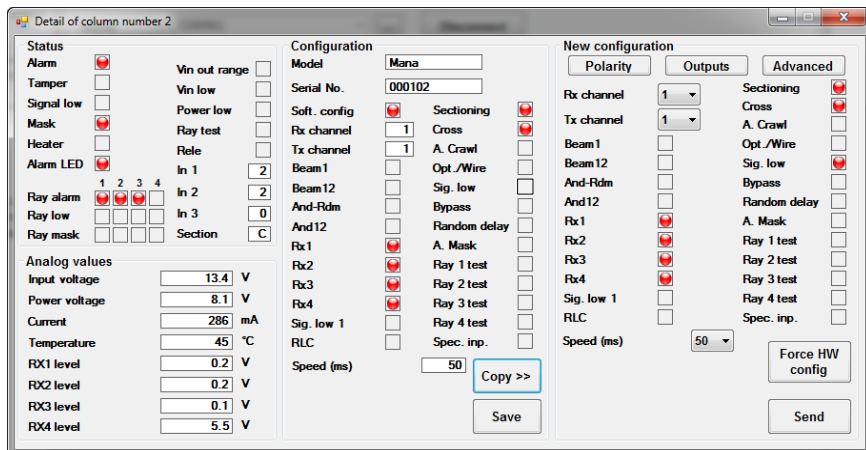 Detail of column number 2
Status
Alarm
Tamper
Signal low
Mask
Heater
Alarm LED
Vin out range
Vin low
Power low
Ray test
Rele
In 1 2
In 2 2
In 3 0
Section C
1 2 3 4
Ray alarm
Ray low
Ray mask
Analog values
Input voltage 13.4 V
Power voltage 8.1 V
Current 286 mA
Temperature 45 °C
RX1 level 0.2 V
RX2 level 0.2 V
RX3 level 0.1 V
RX4 level 5.5 V
Configuration
Model Mana
Serial No. 000102
Soft. config
Rx channel 1
Tx channel 1
Beam1
Beam12
And-Rdm
And12
Rx1
Rx2
Rx3
Rx4
Sig. low 1
RLC
Speed (ms) 50
Sectioning
Cross
A. Crawl
Opt./Wire
Sig. low
Bypass
Random delay
A. Mask
Ray 1 test
Ray 2 test
Ray 3 test
Ray 4 test
Spec. inp.
Copy >>
Save
New configuration
Polarity Outputs Advanced
Rx channel 1
Tx channel 1
Beam1
Beam12
And-Rdm
And12
Rx1
Rx2
Rx3
Rx4
Sig. low 1
RLC
Speed (ms) 50
Sectioning
Cross
A. Crawl
Opt./Wire
Sig. low
Bypass
Random delay
A. Mask
Ray 1 test
Ray 2 test
Ray 3 test
Ray 4 test
Spec. inp.
Force HW
config
Send